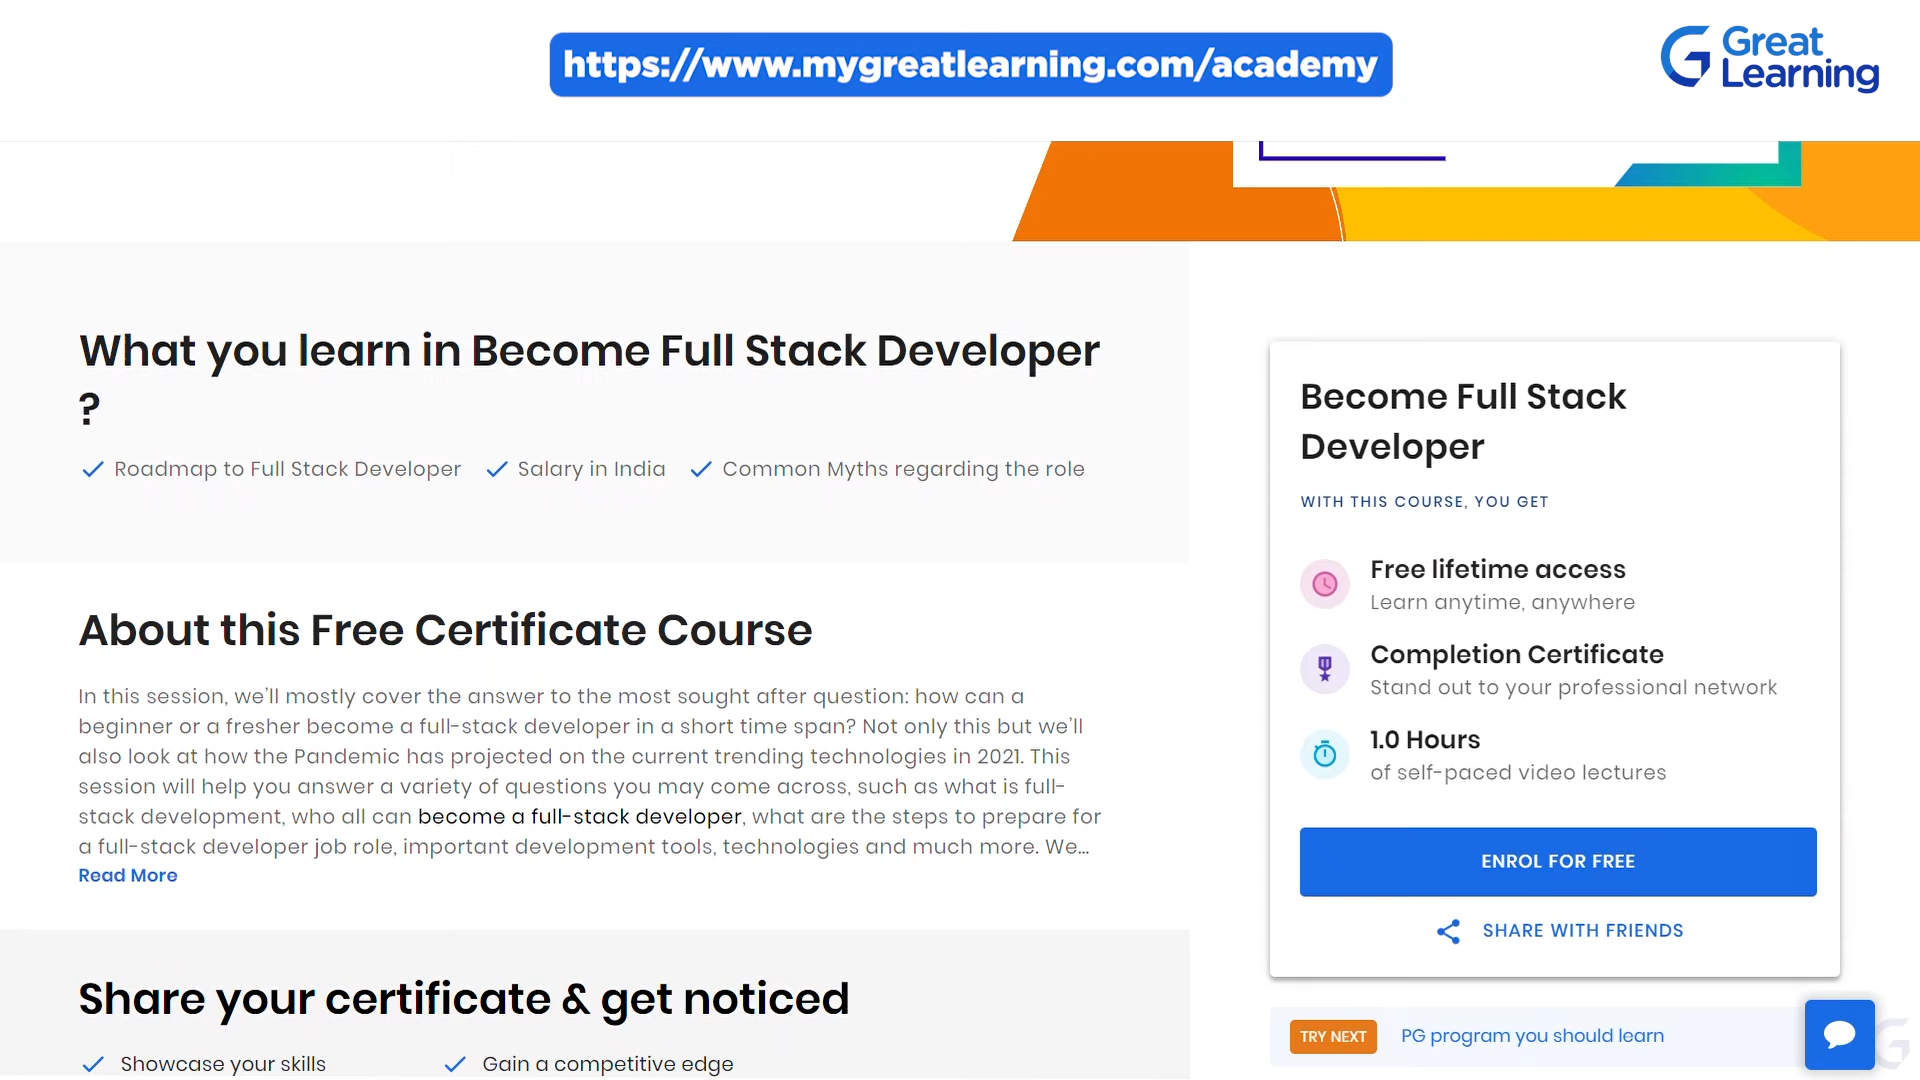 https://www.mygreatlearning.com/academy
Great
Learning
What you learn in Become Full Stack Developer
?
Roadmap to Full Stack Developer Salary in India Common Myths regarding the role
About this Free Certificate Course
In this session, we'll mostly cover the answer to the most sought after question: how can a
beginner or a fresher become a full-stack developer in a short time span? Not only this but we'll
also look at how the Pandemic has projected on the current trending technologies in 2021. This
session will help you answer a variety of questions you may come across, such as what is full-
stack development, who all can become a full-stack developer, what are the steps to prepare for
a full-stack developer job role, important development tools, technologies and much more. We...
Read More
Share your certificate & get noticed
Showcase your skills Gain a competitive edge
Become Full Stack
Developer
WITH THIS COURSE, YOU GET
Free lifetime access
Learn anytime, anywhere
Completion Certificate
Stand out to your professional network
1.0 Hours
of self-paced video lectures
ENROL FOR FREE
SHARE WITH FRIENDS
TRY NEXT PG program you should learn